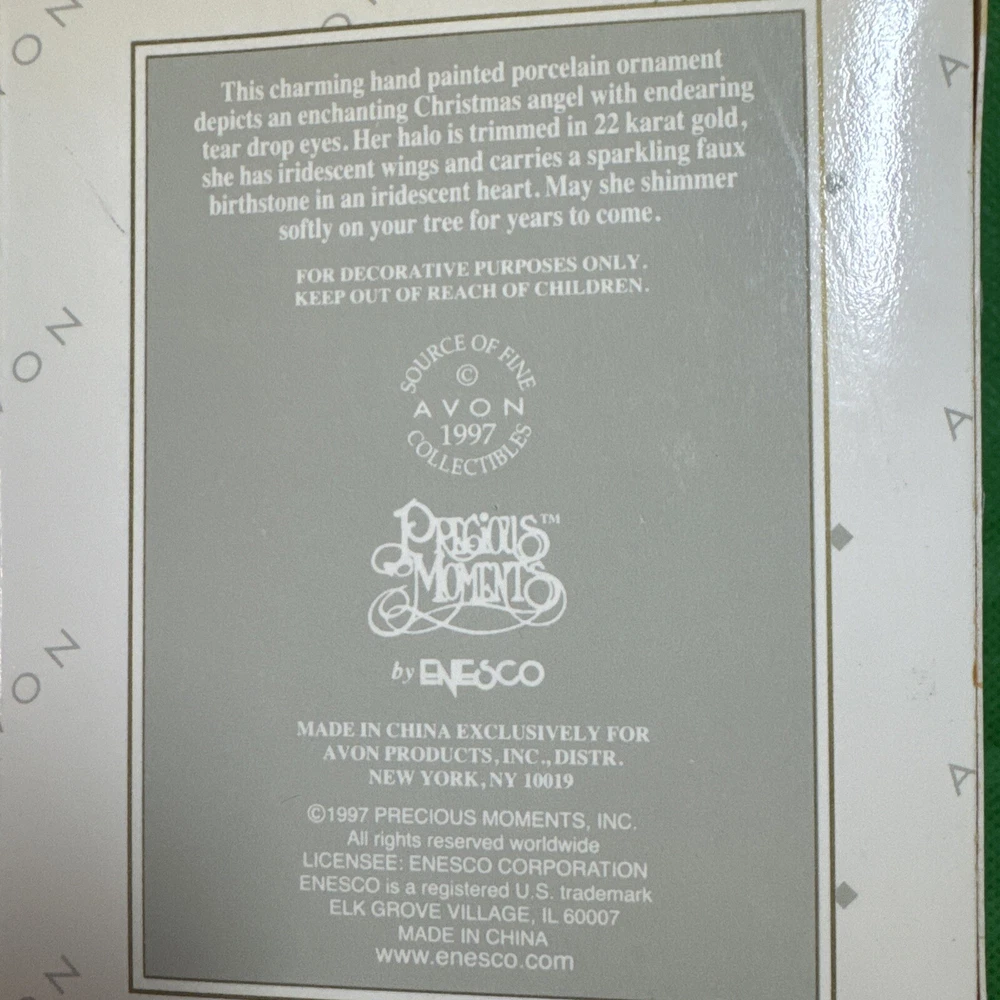 This charming hand painted porcelain ornament
depicts an enchanting Christmas angel with endearing
tear drop eyes. Her halo is trimmed in 22 karat gold,
she has iridescent wings and carries a sparkling faux
birthstone in an iridescent heart. May she shimmer
softly on your tree for years to come.
FOR DECORATIVE PURPOSES ONLY.
KEEP OUT OF REACH OF CHILDREN.
SOURCE OF FINE
©
AVON
1997
COLLECTIBLES
PRECIOUS™
MOMENTS
by ENESCO
MADE IN CHINA EXCLUSIVELY FOR
AVON PRODUCTS, INC., DISTR.
NEW YORK, NY 10019
©1997 PRECIOUS MOMENTS, INC.
All rights reserved worldwide
LICENSEE: ENESCO CORPORATION
ENESCO is a registered U.S. trademark
ELK GROVE VILLAGE, IL 60007
MADE IN CHINA
www.enesco.com